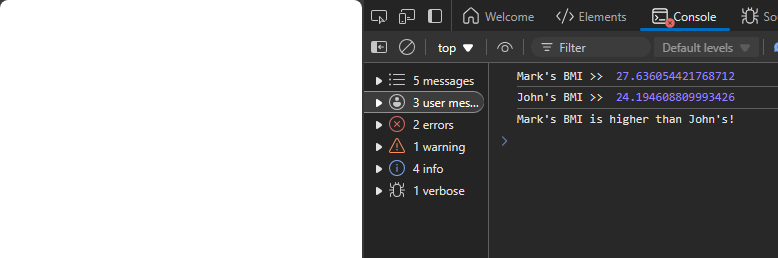 Welcome Elements Console So
top Filter Default levels
5 messages
3 user mes...
2 errors
1 warning
4 info
1 verbose
Mark's BMI >> 27.636054421768712
John's BMI >> 24.194608809993426
Mark's BMI is higher than John's!